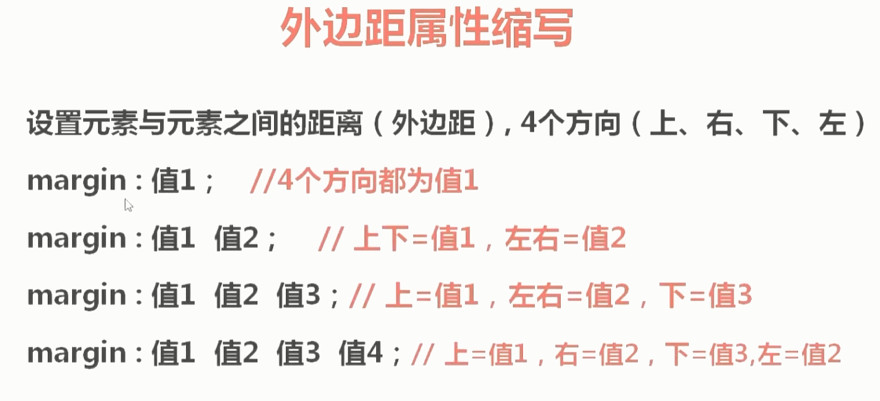 外边距属性缩写
设置元素与元素之间的距离（外边距）, 4个方向（上、右、下、左）
margin : 值1； //4个方向都为值1
margin : 值1 值2； // 上下=值1，左右=值2
margin : 值1 值2 值3；// 上=值1，左右=值2，下=值3
margin : 值1 值2 值3 值4；// 上=值1，右=值2，下=值3,左=值2